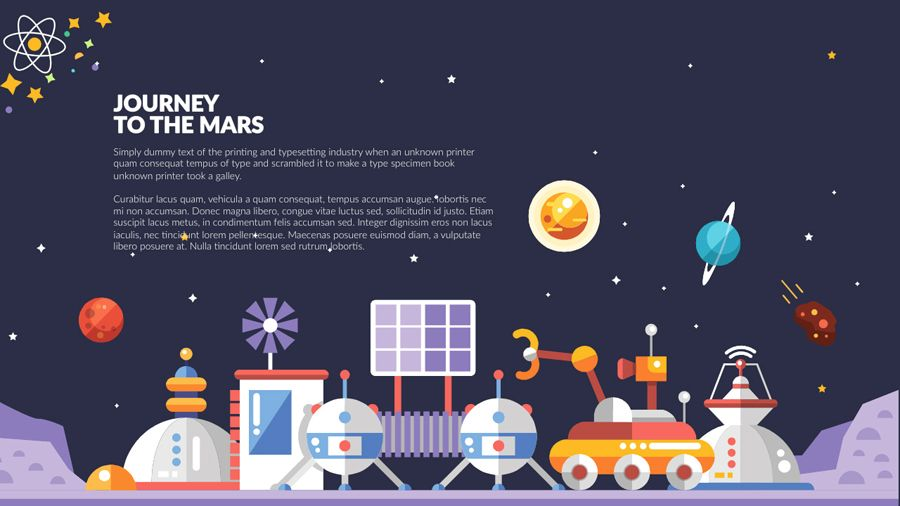 JOURNEY
TO THE MARS
Simply dummy text of the printing and typesetting industry when an unknown printer
quam consequat tempus of type and scrambled it to make a type specimen book
unknown printer took a galley.
Curabitur lacus quam, vehicula a quam consequat, tempus accumsan augue. lobortis nec
mi non accumsan. Donec magna libero, congue vitae luctus sed, sollicitudin id justo. Etiam
suscipit lacus metus, in condimentum felis accumsan sed. Integer dignissim eros non lacus
iaculis, nec tincidunt lorem pellentesque. Maecenas posuere euismod diam, a vulputate
libero posuere at. Nulla tincidunt lorem sed rutrum lobortis.